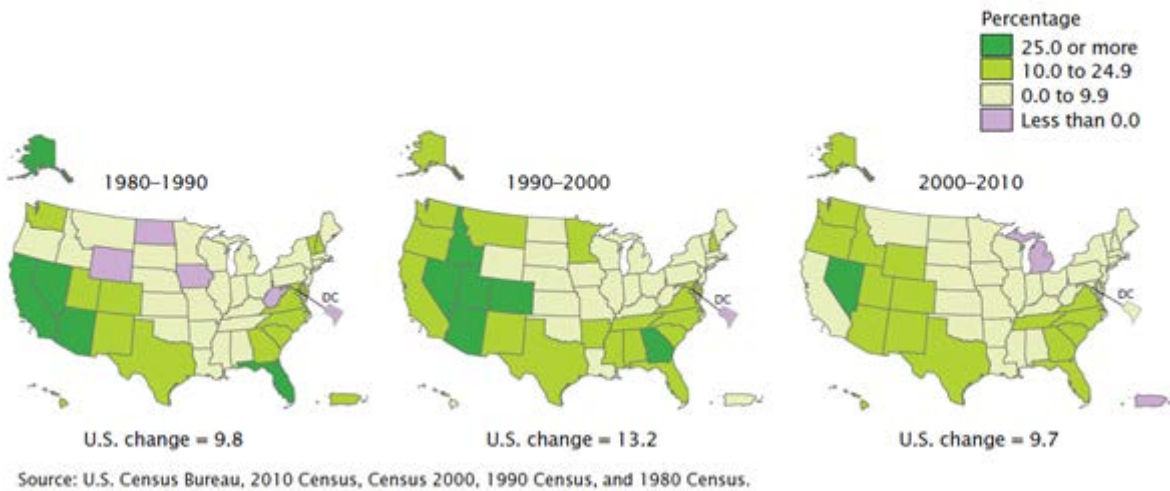 Percentage
25.0 or more
10.0 to 24.9
0.0 to 9.9
Less than 0.0
1980–1990
1990–2000
2000–2010
DC
DC
DC
U.S. change = 9.8
U.S. change = 13.2
U.S. change = 9.7
Source: U.S. Census Bureau, 2010 Census, Census 2000, 1990 Census, and 1980 Census.